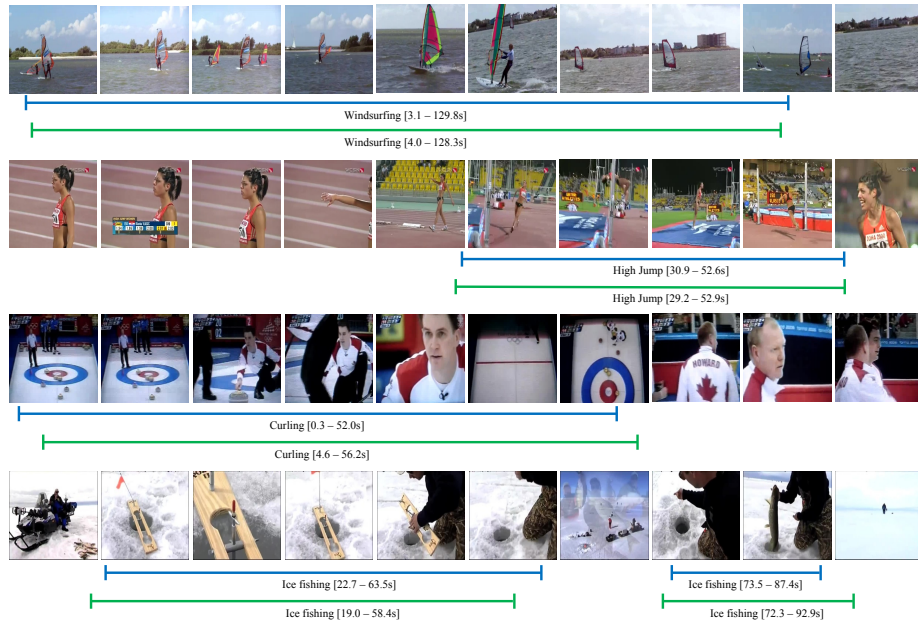 Windsurfing [3.1 – 129.8s]
Windsurfing [4.0 – 128.3s]
High Jump [30.9 – 52.6s]
High Jump [29.2 – 52.9s]
HOWARD
Curling [0.3 – 52.0s]
Curling [4.6 – 56.2s]
Ice fishing [22.7 – 63.5s] Ice fishing [73.5 – 87.4s]
Ice fishing [19.0 – 58.4s] Ice fishing [72.3 – 92.9s]